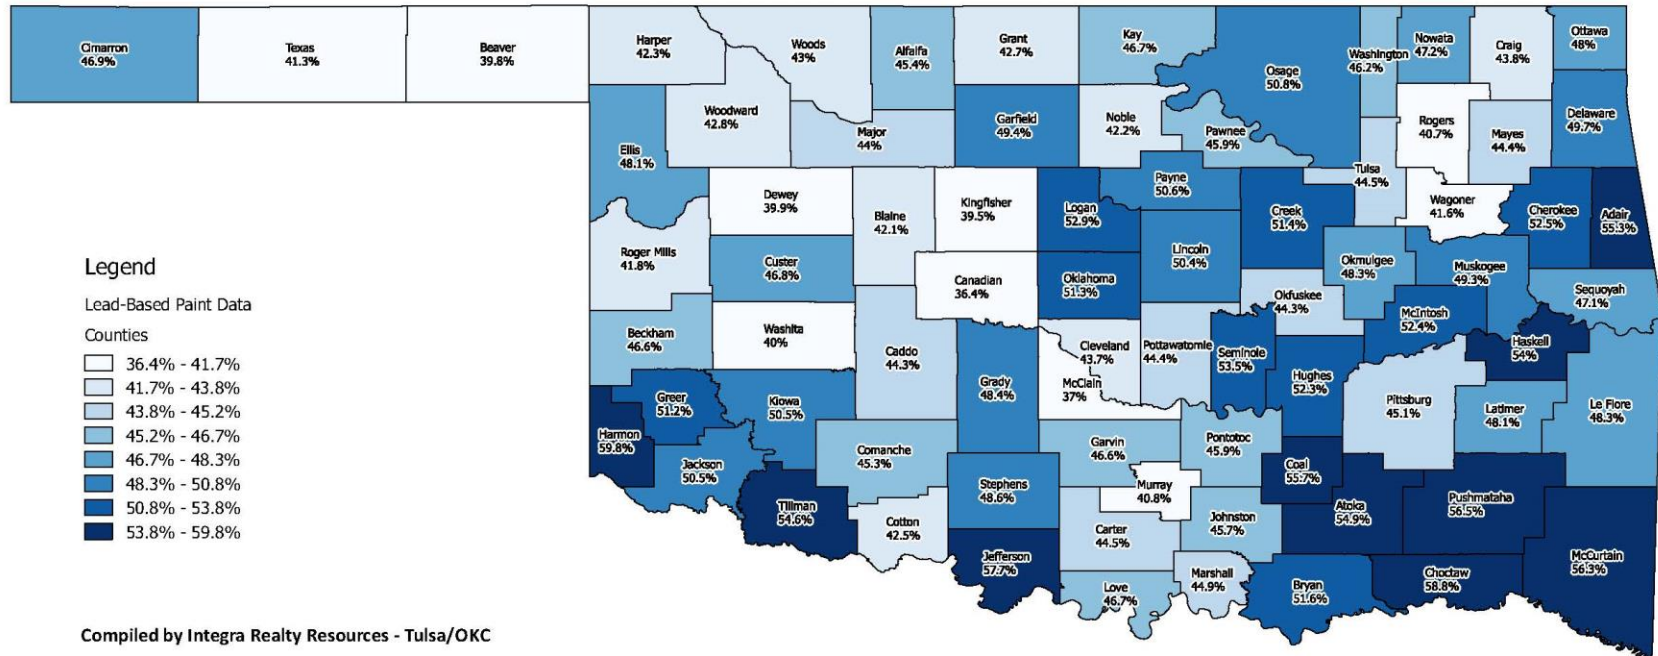 Cimarron
46.9%
Texas
41.3%
Beaver
39.8%
Harper
42.3%
Woods
43%
Alfalfa
45.4%
Grant
42.7%
Kay
46.7%
Osage
50.8%
Washington
46.2%
Nowata
47.2%
Craig
43.8%
Ottawa
48%
Woodward
42.8%
Major
44%
Garfield
49.4%
Noble
42.2%
Pawnee
45.9%
Rogers
40.7%
Mayes
44.4%
Delaware
49.7%
Ellis
48.1%
Dewey
39.9%
Blaine
42.1%
Kingfisher
39.5%
Logan
52.9%
Payne
50.6%
Creek
51.4%
Tulsa
44.5%
Wagoner
41.6%
Cherokee
52.5%
Adair
55.3%
Roger Mills
41.8%
Custer
46.8%
Canadian
36.4%
Oklahoma
51.3%
Lincoln
50.4%
Okmulgee
48.3%
Muskogee
49.3%
Sequoyah
47.1%
Okfuskee
44.3%
McIntosh
52.4%
Beckham
46.6%
Washita
40%
Caddo
44.3%
Cleveland
43.7%
Pottawatomie
44.4%
Seminole
53.5%
Haskell
54%
Hughes
52.3%
Grady
48.4%
McClain
37%
Greer
51.2%
Kiowa
50.5%
Pittsburg
45.1%
Latimer
48.1%
Le Flore
48.3%
Harmon
59.8%
Jackson
50.5%
Comanche
45.3%
Garvin
46.6%
Pontotoc
45.9%
Coal
55.7%
Tillman
54.6%
Stephens
48.6%
Murray
40.8%
Atoka
54.9%
Pushmataha
56.5%
Cotton
42.5%
Carter
44.5%
Johnston
45.7%
Jefferson
57.7%
McCurtain
56.3%
Love
46.7%
Marshall
44.9%
Bryan
51.6%
Choctaw
58.8%
Legend
Lead-Based Paint Data
Counties
36.4% - 41.7%
41.7% - 43.8%
43.8% - 45.2%
45.2% - 46.7%
46.7% - 48.3%
48.3% - 50.8%
50.8% - 53.8%
53.8% - 59.8%
Compiled by Integra Realty Resources - Tulsa/OKC